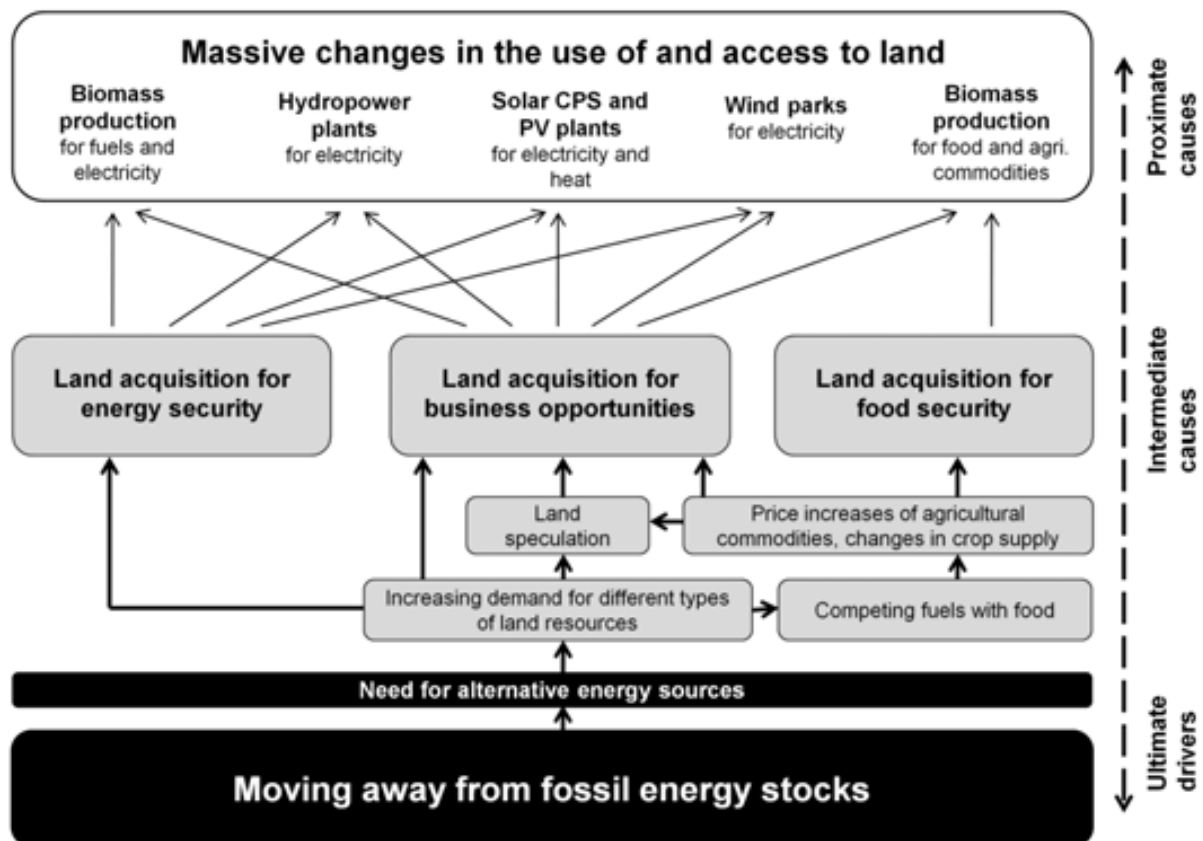 Massive changes in the use of and access to land
Biomass
production
for fuels and
electricity
Hydropower
plants
for electricity
Solar CPS and
PV plants
for electricity and
heat
Wind parks
for electricity
Biomass
production
for food and agri.
commodities
Proximate
causes
Land acquisition for
energy security
Land acquisition for
business opportunities
Land acquisition for
food security
Intermediate
causes
Land
speculation
Price increases of agricultural
commodities, changes in crop supply
Increasing demand for different types
of land resources
Competing fuels with food
Need for alternative energy sources
Moving away from fossil energy stocks
Ultimate
drivers